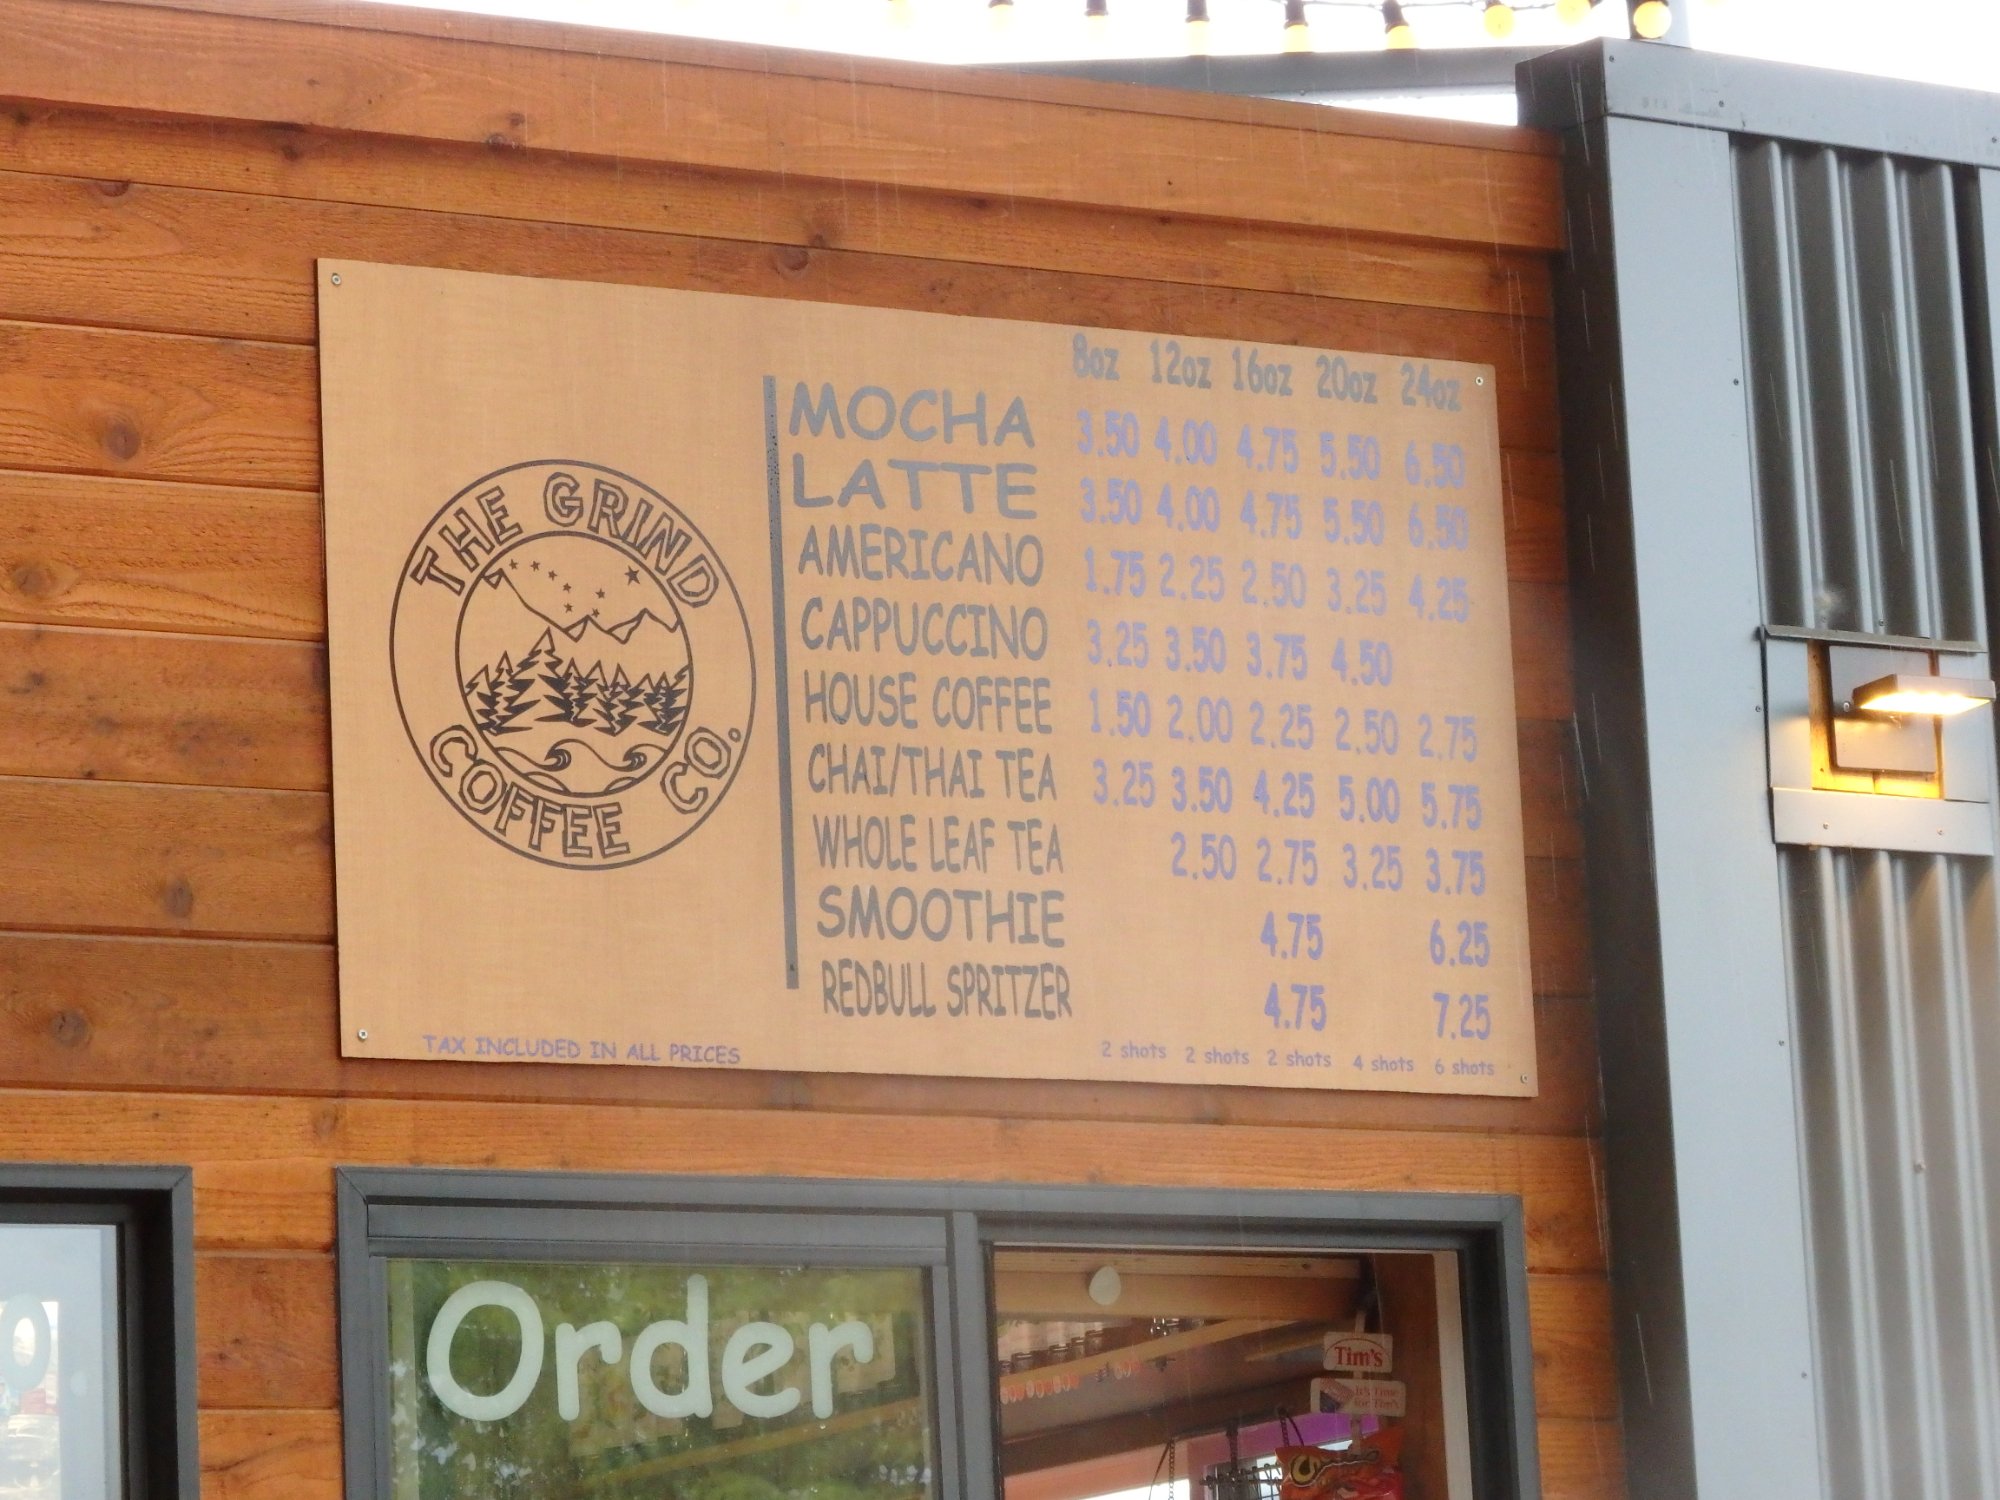 8oz 12oz 16oz 20oz 24oz
MOCHA 3.50 4.00 4.75 5.50 6.50
LATTE 3.50 4.00 4.75 5.50 6.50
AMERICANO 1.75 2.25 2.50 3.25 4.25
CAPPUCCINO 3.25 3.50 3.75 4.50
HOUSE COFFEE 1.50 2.00 2.25 2.50 2.75
CHAI/THAI TEA 3.25 3.50 4.25 5.00 5.75
WHOLE LEAF TEA 2.50 2.75 3.25 3.75
SMOOTHIE 4.75 6.25
REDBULL SPRITZER 4.75 7.25
2 shots 2 shots 2 shots 4 shots 6 shots
THE GRIND
COFFEE CO.
TAX INCLUDED IN ALL PRICES
Order
Tim's
It's Time
for Tim's